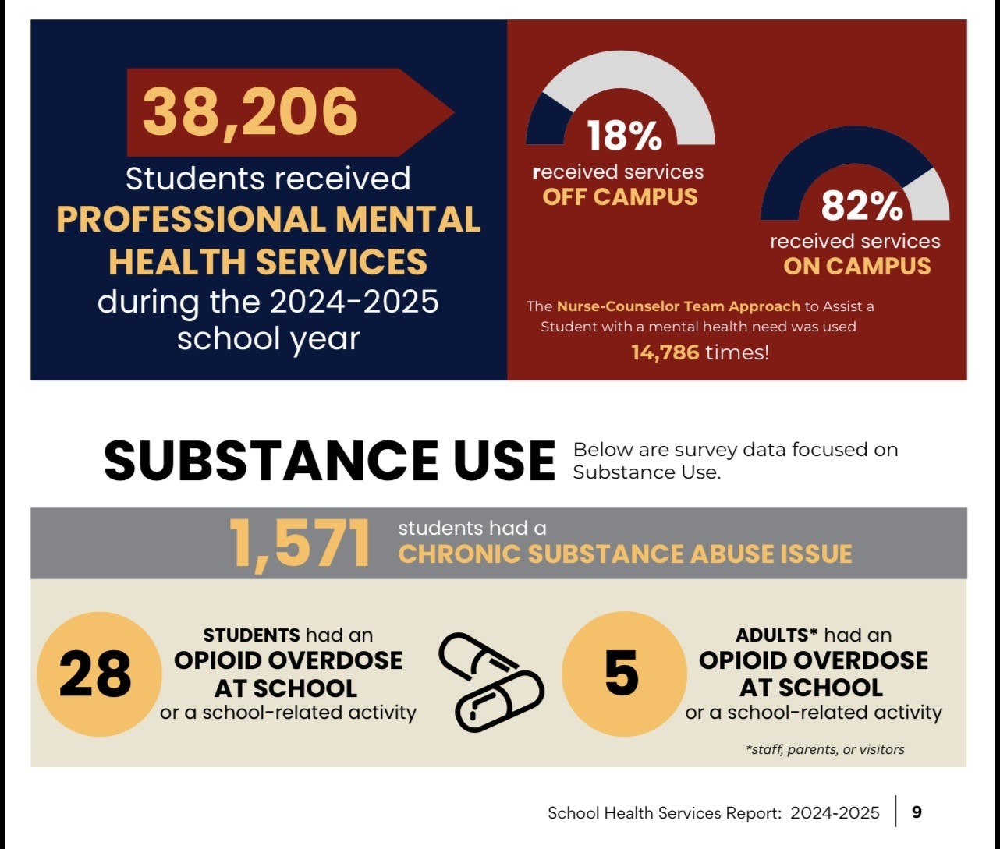 38,206
Students received
PROFESSIONAL MENTAL
HEALTH SERVICES
during the 2024-2025
school year
18%
received services
OFF CAMPUS
82%
received services
ON CAMPUS
The Nurse-Counselor Team Approach to Assist a
Student with a mental health need was used
14,786 times!
SUBSTANCE USE
Below are survey data focused on
Substance Use.
1,571
students had a
CHRONIC SUBSTANCE ABUSE ISSUE
28
STUDENTS had an
OPIOID OVERDOSE
AT SCHOOL
or a school-related activity
5
ADULTS* had an
OPIOID OVERDOSE
AT SCHOOL
or a school-related activity
*staff, parents, or visitors
School Health Services Report: 2024-2025 | 9